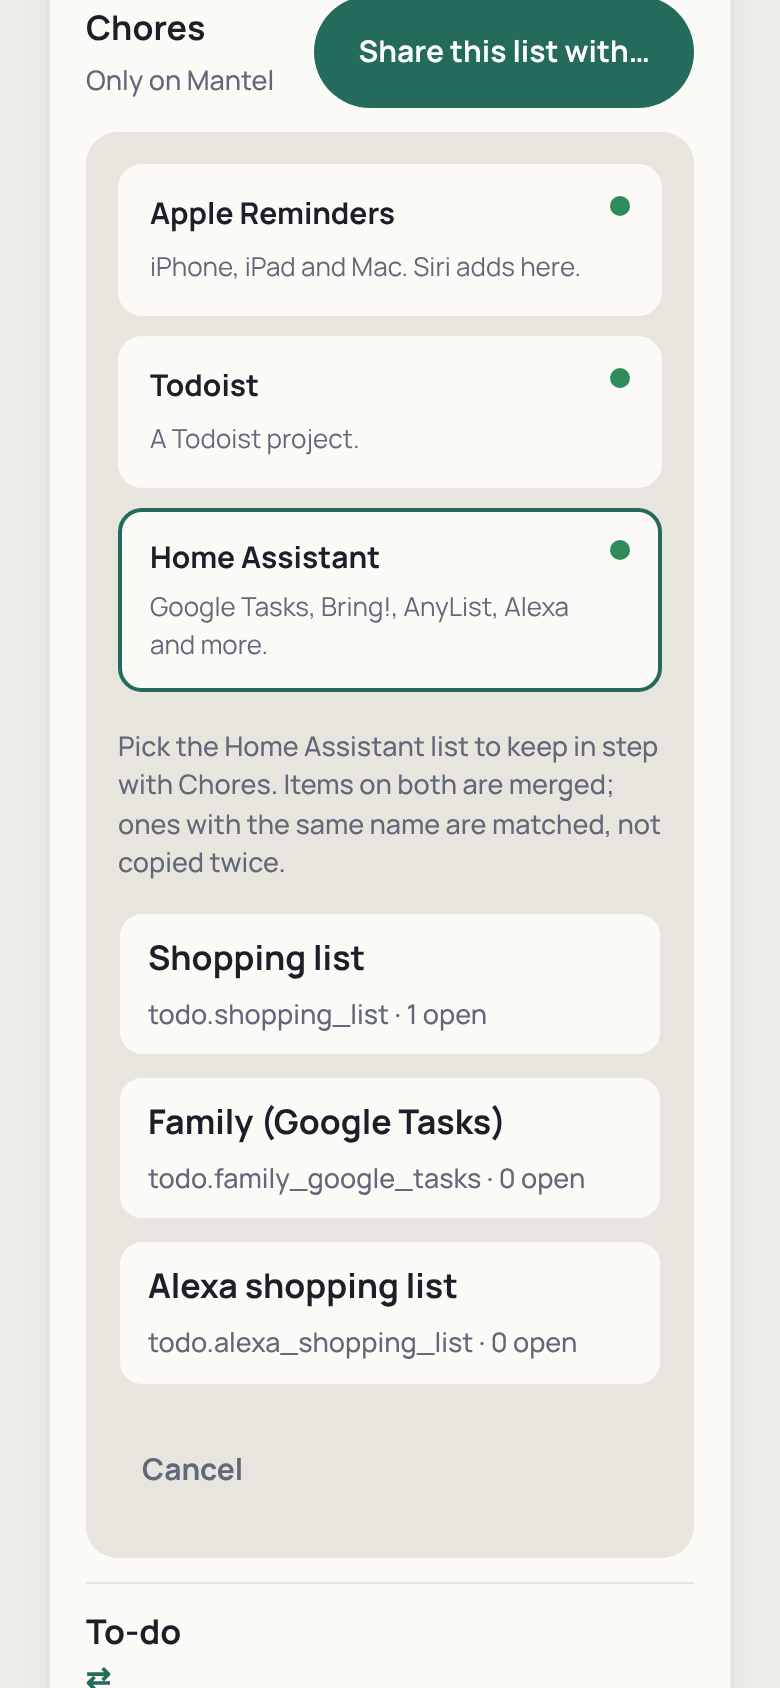 Chores
Share this list with…
Only on Mantel
Apple Reminders
iPhone, iPad and Mac. Siri adds here.
Todoist
A Todoist project.
Home Assistant
Google Tasks, Bring!, AnyList, Alexa
and more.
Pick the Home Assistant list to keep in step
with Chores. Items on both are merged;
ones with the same name are matched, not
copied twice.
Shopping list
todo.shopping_list · 1 open
Family (Google Tasks)
todo.family_google_tasks · 0 open
Alexa shopping list
todo.alexa_shopping_list · 0 open
Cancel
To-do